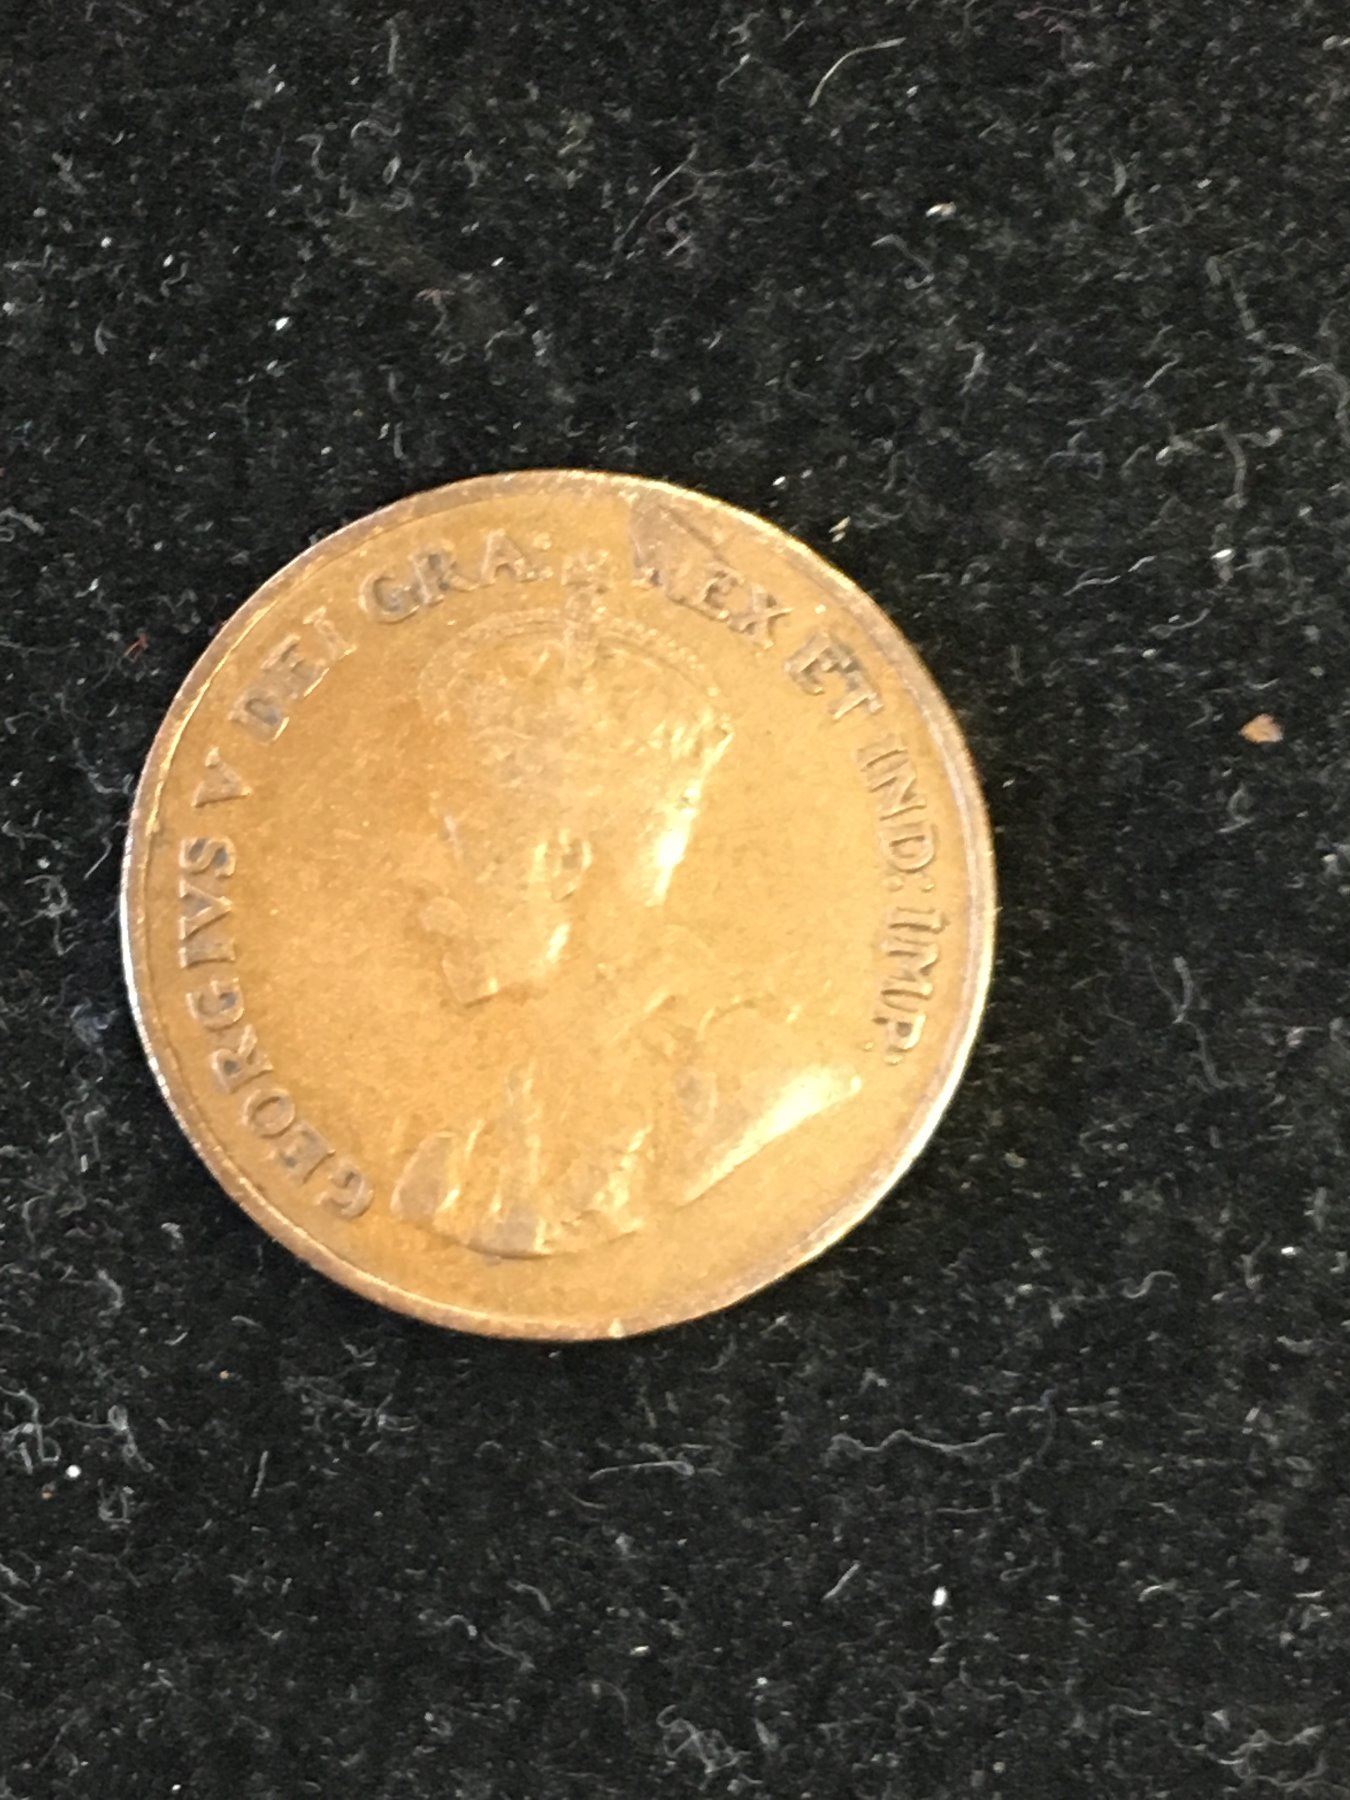 GEORGIVS V DEI GRA: REX ET IND: IMP: